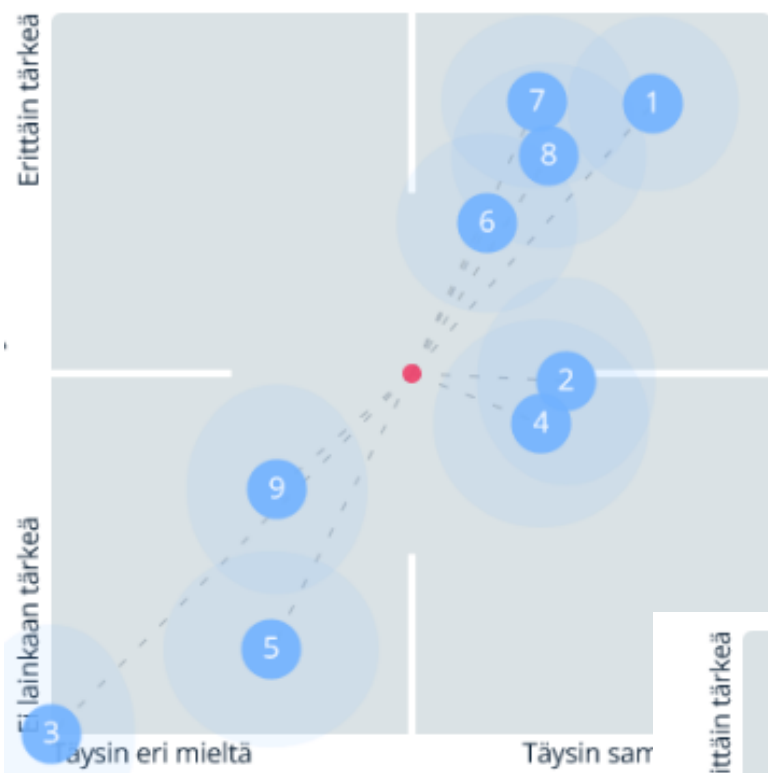 Erittäin tärkeä
7
1
8
6
2
4
9
5
3
Ei lainkaan tärkeä
Täysin eri mieltä
Täysin sam
ittäin tärkeä